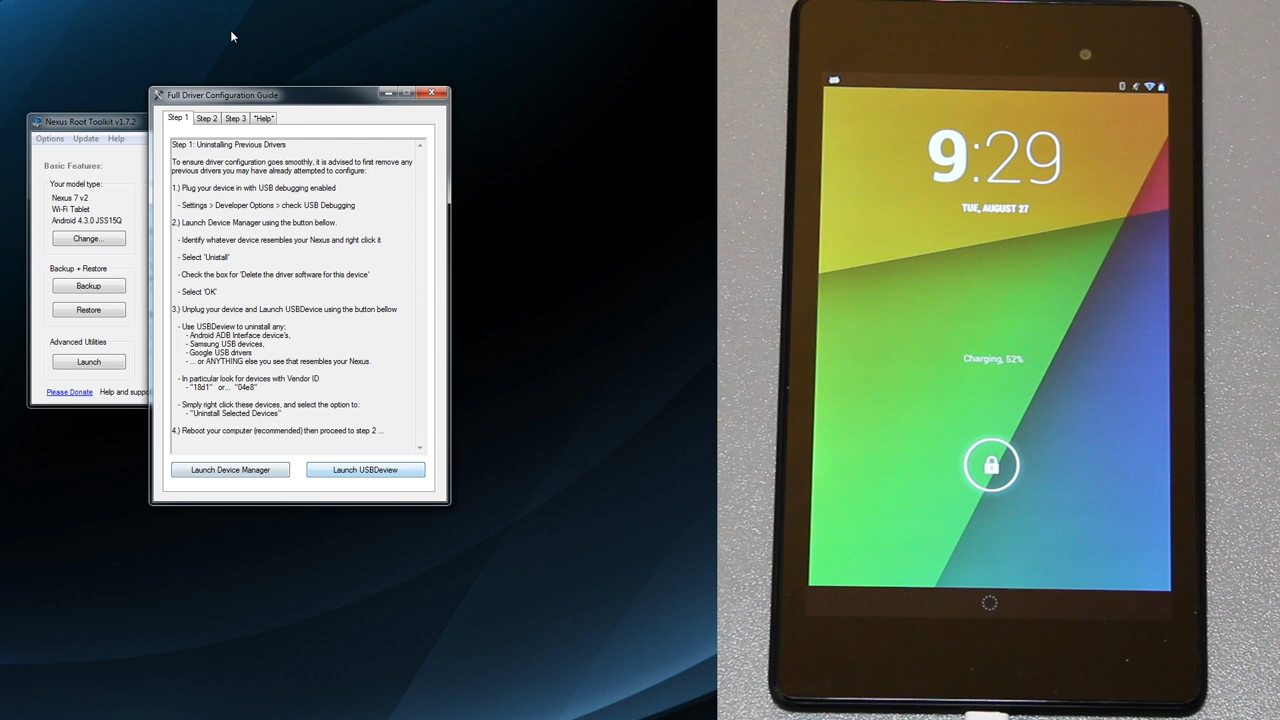 Nexus Root Toolkit v1.7.2
Options Update Help
Basic Features:
Your model type:
Nexus 7 v2
Wi-Fi Tablet
Android 4.3.0 JSS15Q
Change...
Backup + Restore
Backup
Restore
Advanced Utilities
Launch
Please Donate Help and suppo
Full Driver Configuration Guide
Step 1 Step 2 Step 3 *Help*
Step 1: Uninstalling Previous Drivers
To ensure driver configuration goes smoothly, it is advised to first remove any
previous drivers you may have already attempted to configure:
1.) Plug your device in with USB debugging enabled
- Settings > Developer Options > check USB Debugging
2.) Launch Device Manager using the button bellow.
- Identify whatever device resembles your Nexus and right click it
- Select 'Unistall'
- Check the box for 'Delete the driver software for this device'
- Select 'OK'
3.) Unplug your device and Launch USBDeview using the button bellow
- Use USBDeview to uninstall any;
- Android ADB Interface device's,
- Samsung USB devices,
- Google USB drivers
- ... or ANYTHING else you see that resembles your Nexus.
- In particular look for devices with Vendor ID
- "18d1" or... "04e8"
- Simply right click these devices, and select the option to:
- "Uninstall Selected Devices"
4.) Reboot your computer (recommended) then proceed to step 2 ...
Launch Device Manager Launch USBDeview
9:29
TUE, AUGUST 27
Charging, 52%